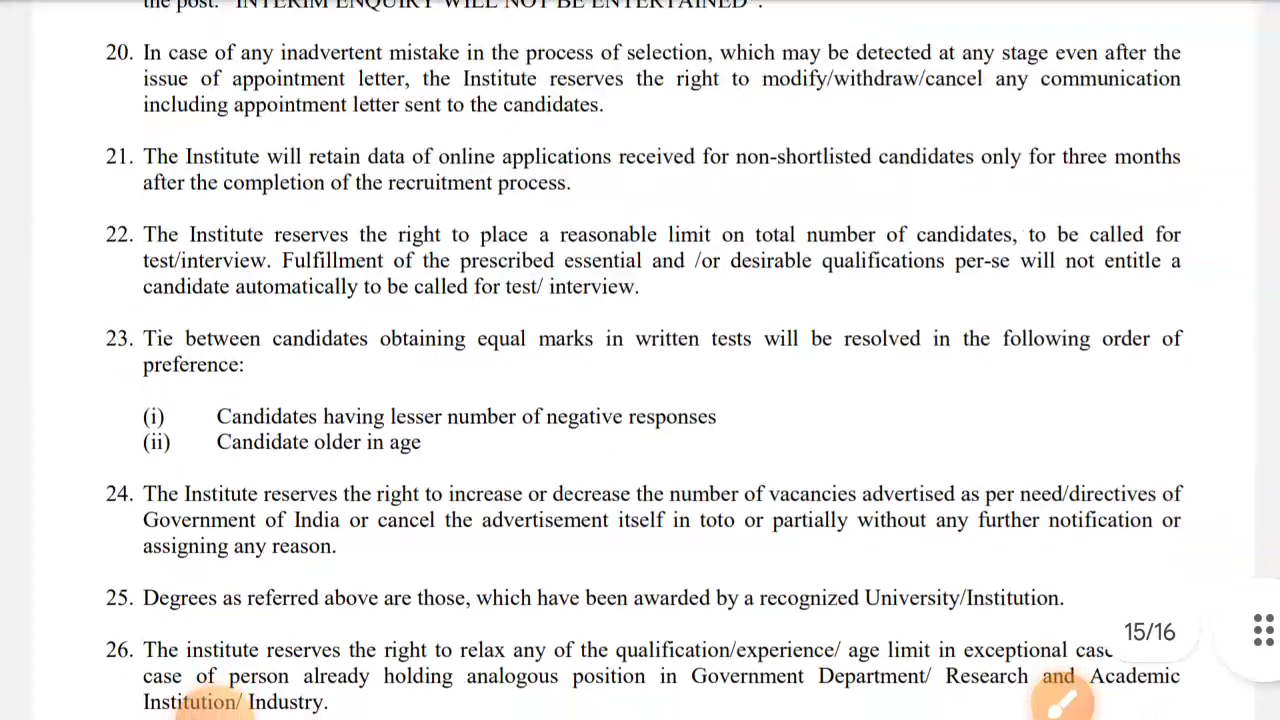 the post. "INTERIM ENQUIRY WILL NOT BE ENTERTAINED".
20. In case of any inadvertent mistake in the process of selection, which may be detected at any stage even after the
issue of appointment letter, the Institute reserves the right to modify/withdraw/cancel any communication
including appointment letter sent to the candidates.
21. The Institute will retain data of online applications received for non-shortlisted candidates only for three months
after the completion of the recruitment process.
22. The Institute reserves the right to place a reasonable limit on total number of candidates, to be called for
test/interview. Fulfillment of the prescribed essential and /or desirable qualifications per-se will not entitle a
candidate automatically to be called for test/ interview.
23. Tie between candidates obtaining equal marks in written tests will be resolved in the following order of
preference:
(i) Candidates having lesser number of negative responses
(ii) Candidate older in age
24. The Institute reserves the right to increase or decrease the number of vacancies advertised as per need/directives of
Government of India or cancel the advertisement itself in toto or partially without any further notification or
assigning any reason.
25. Degrees as referred above are those, which have been awarded by a recognized University/Institution.
15/16
26. The institute reserves the right to relax any of the qualification/experience/ age limit in exceptional
case of person already holding analogous position in Government Department/ Research and Academic
Institution/ Industry.